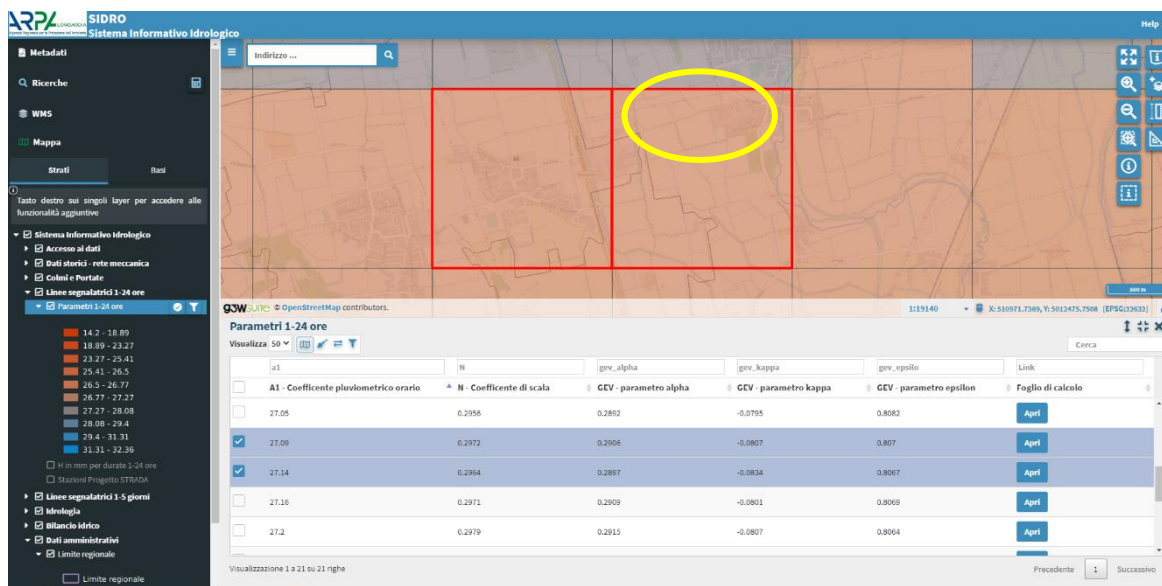 ARPA LOMBARDIA
SIDRO
Sistema Informativo Idrologico
Help
Metadati
Ricerche
WMS
Mappa
Strati Basi
Tasto destro sui singoli layer per accedere alle
funzionalità aggiuntive
Sistema Informativo Idrologico
Accesso ai dati
Dati storici - rete meccanica
Colmi e Portate
Linee segnalatrici 1-24 ore
Parametri 1-24 ore
14.2 - 18.89
18.89 - 23.27
23.27 - 25.41
25.41 - 26.5
26.5 - 26.77
26.77 - 27.27
27.27 - 28.08
28.08 - 29.4
29.4 - 31.31
31.31 - 32.36
H in mm per durate 1-24 ore
Stazioni Progetto STRADA
Linee segnalatrici 1-5 giorni
Idrologia
Bilancio idrico
Dati amministrativi
Limite regionale
Limite regionale
Indirizzo ...
500 m
G3WSUITE © OpenStreetMap contributors.
1:19140 X: 510971.7369, Y: 5012475.7508 [EPSG:32632]
Parametri 1-24 ore
Visualizza 50
Cerca
a1 N gev_alpha gev_kappa gev_epsilo Link
A1 - Coefficente pluviometrico orario N - Coefficente di scala GEV - parametro alpha GEV - parametro kappa GEV - parametro epsilon Foglio di calcolo
27.05 0.2956 0.2892 -0.0795 0.8082 Apri
27.09 0.2972 0.2906 -0.0807 0.807 Apri
27.14 0.2964 0.2897 -0.0834 0.8067 Apri
27.16 0.2971 0.2909 -0.0801 0.8069 Apri
27.2 0.2979 0.2915 -0.0807 0.8064 Apri
Visualizzazione 1 a 21 su 21 righe
Precedente 1 Successivo